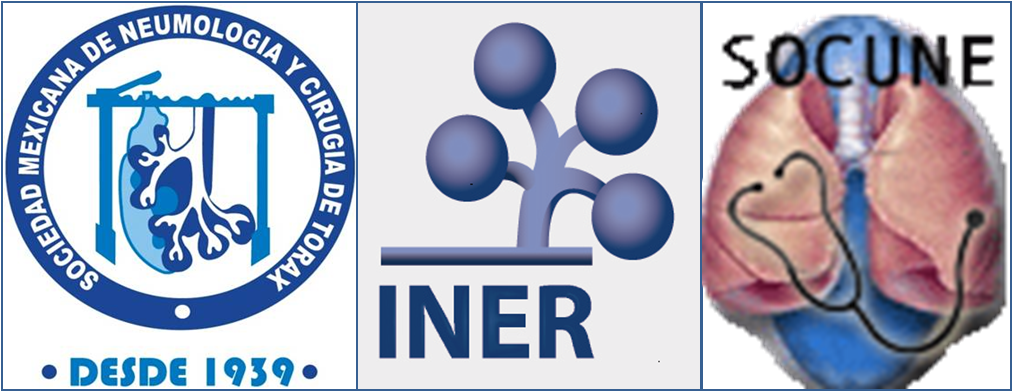 SOCIEDAD MEXICANA DE NEUMOLOGIA Y CIRUGIA DE TORAX
• DESDE 1939 •
INER
SOCUNE